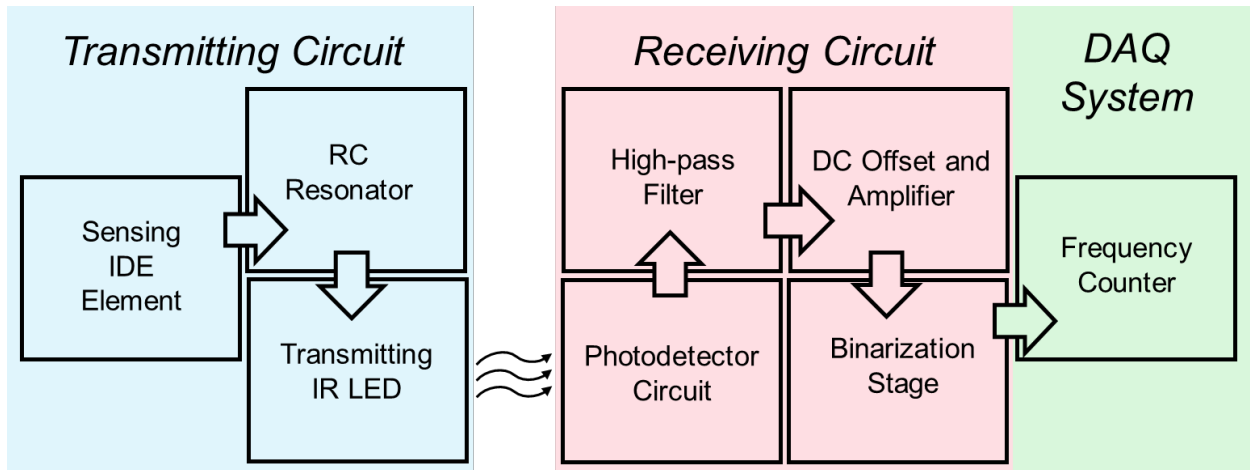 Transmitting Circuit
Receiving Circuit
DAQ
System
Sensing
IDE
Element
RC
Resonator
Transmitting
IR LED
Photodetector
Circuit
High-pass
Filter
DC Offset and
Amplifier
Binarization
Stage
Frequency
Counter